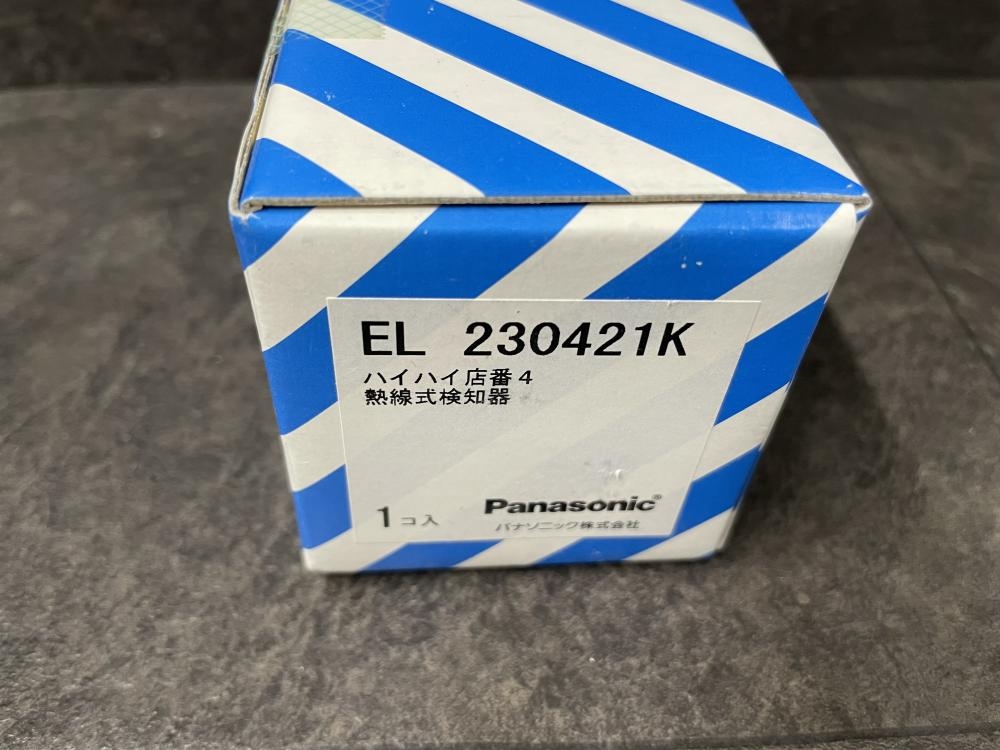 EL 230421K
ハイハイ店番４
熱線式検知器
1コ入
Panasonic®
パナソニック株式会社